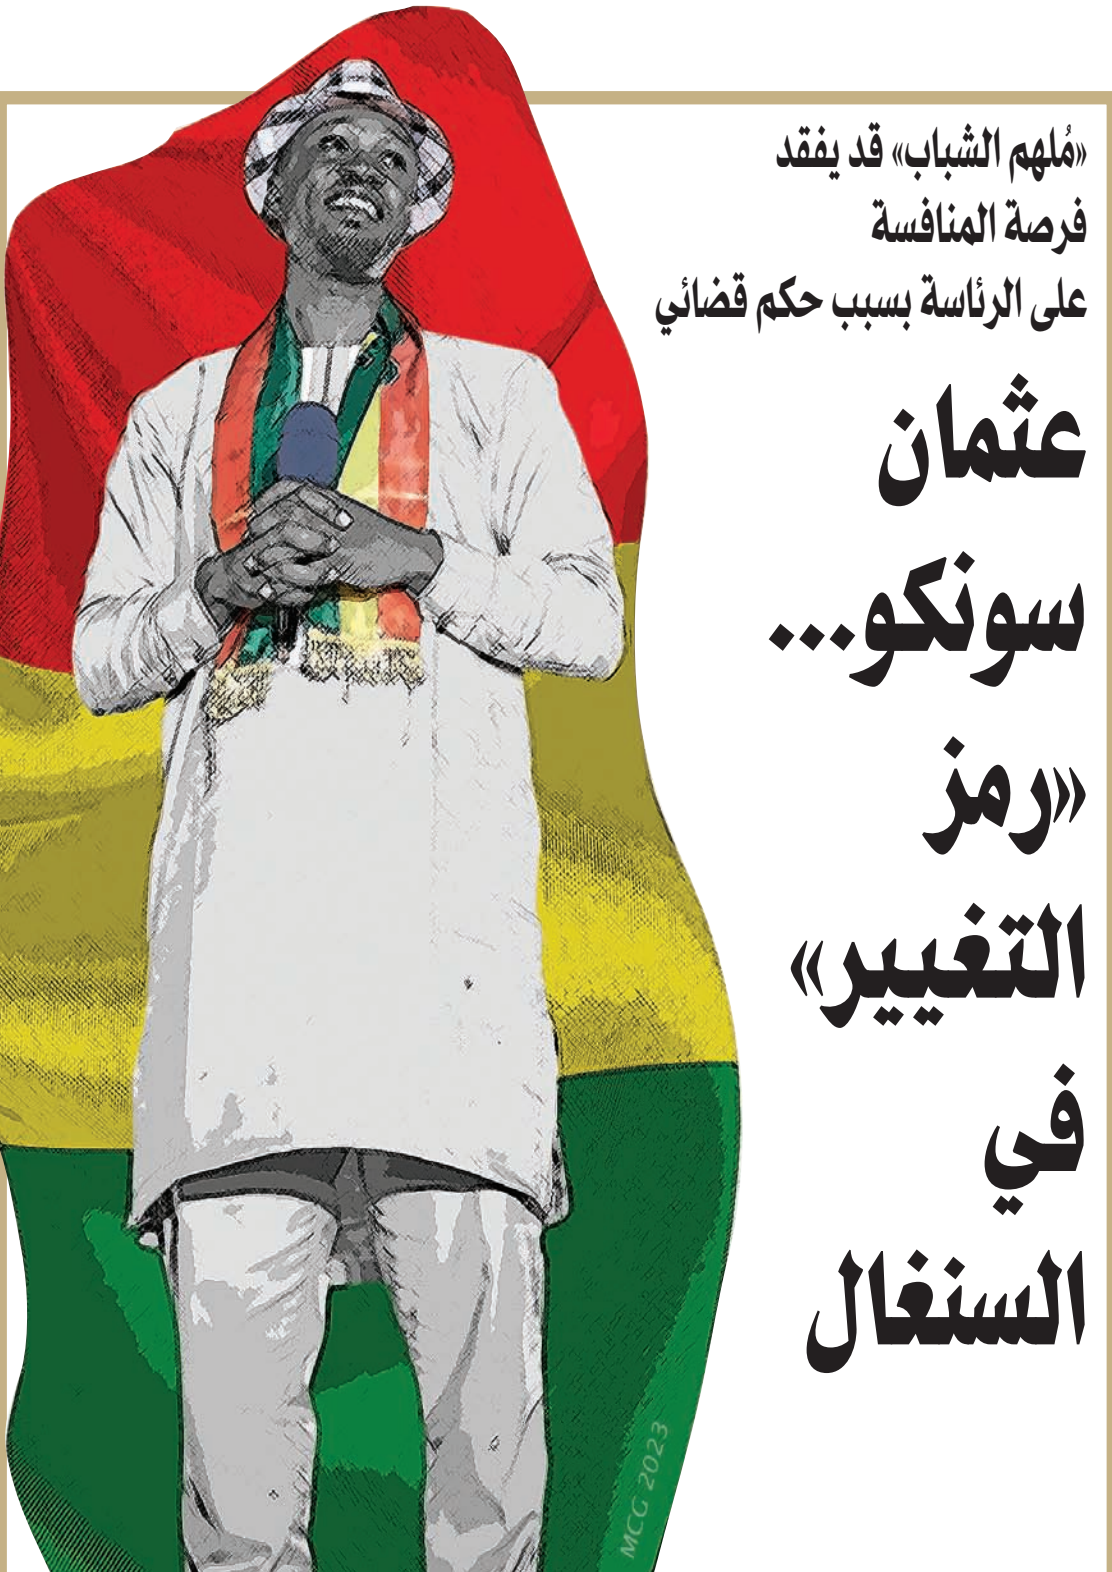 «مُلهم الشباب» قد يفقد
فرصة المنافسة
على الرئاسة بسبب حكم قضائي
عثمان
سونكو...
«رمز
التغيير»
في
السنغال
MCG 2023